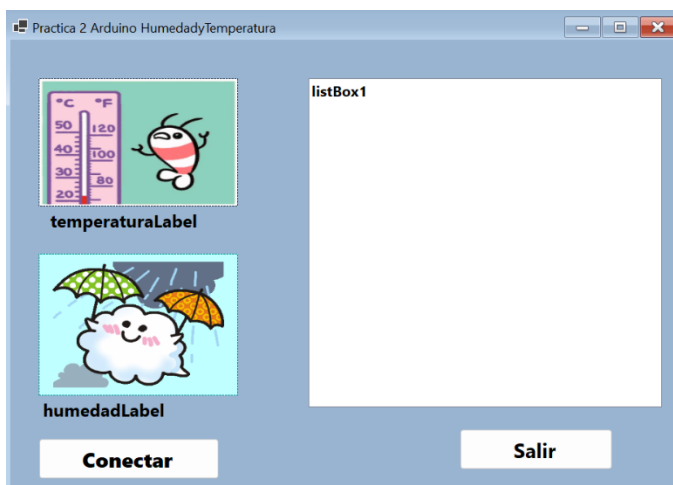 Practica 2 Arduino HumedadyTemperatura
°C °F
50 120
40 100
30 80
20
temperaturaLabel
humedadLabel
Conectar
listBox1
Salir